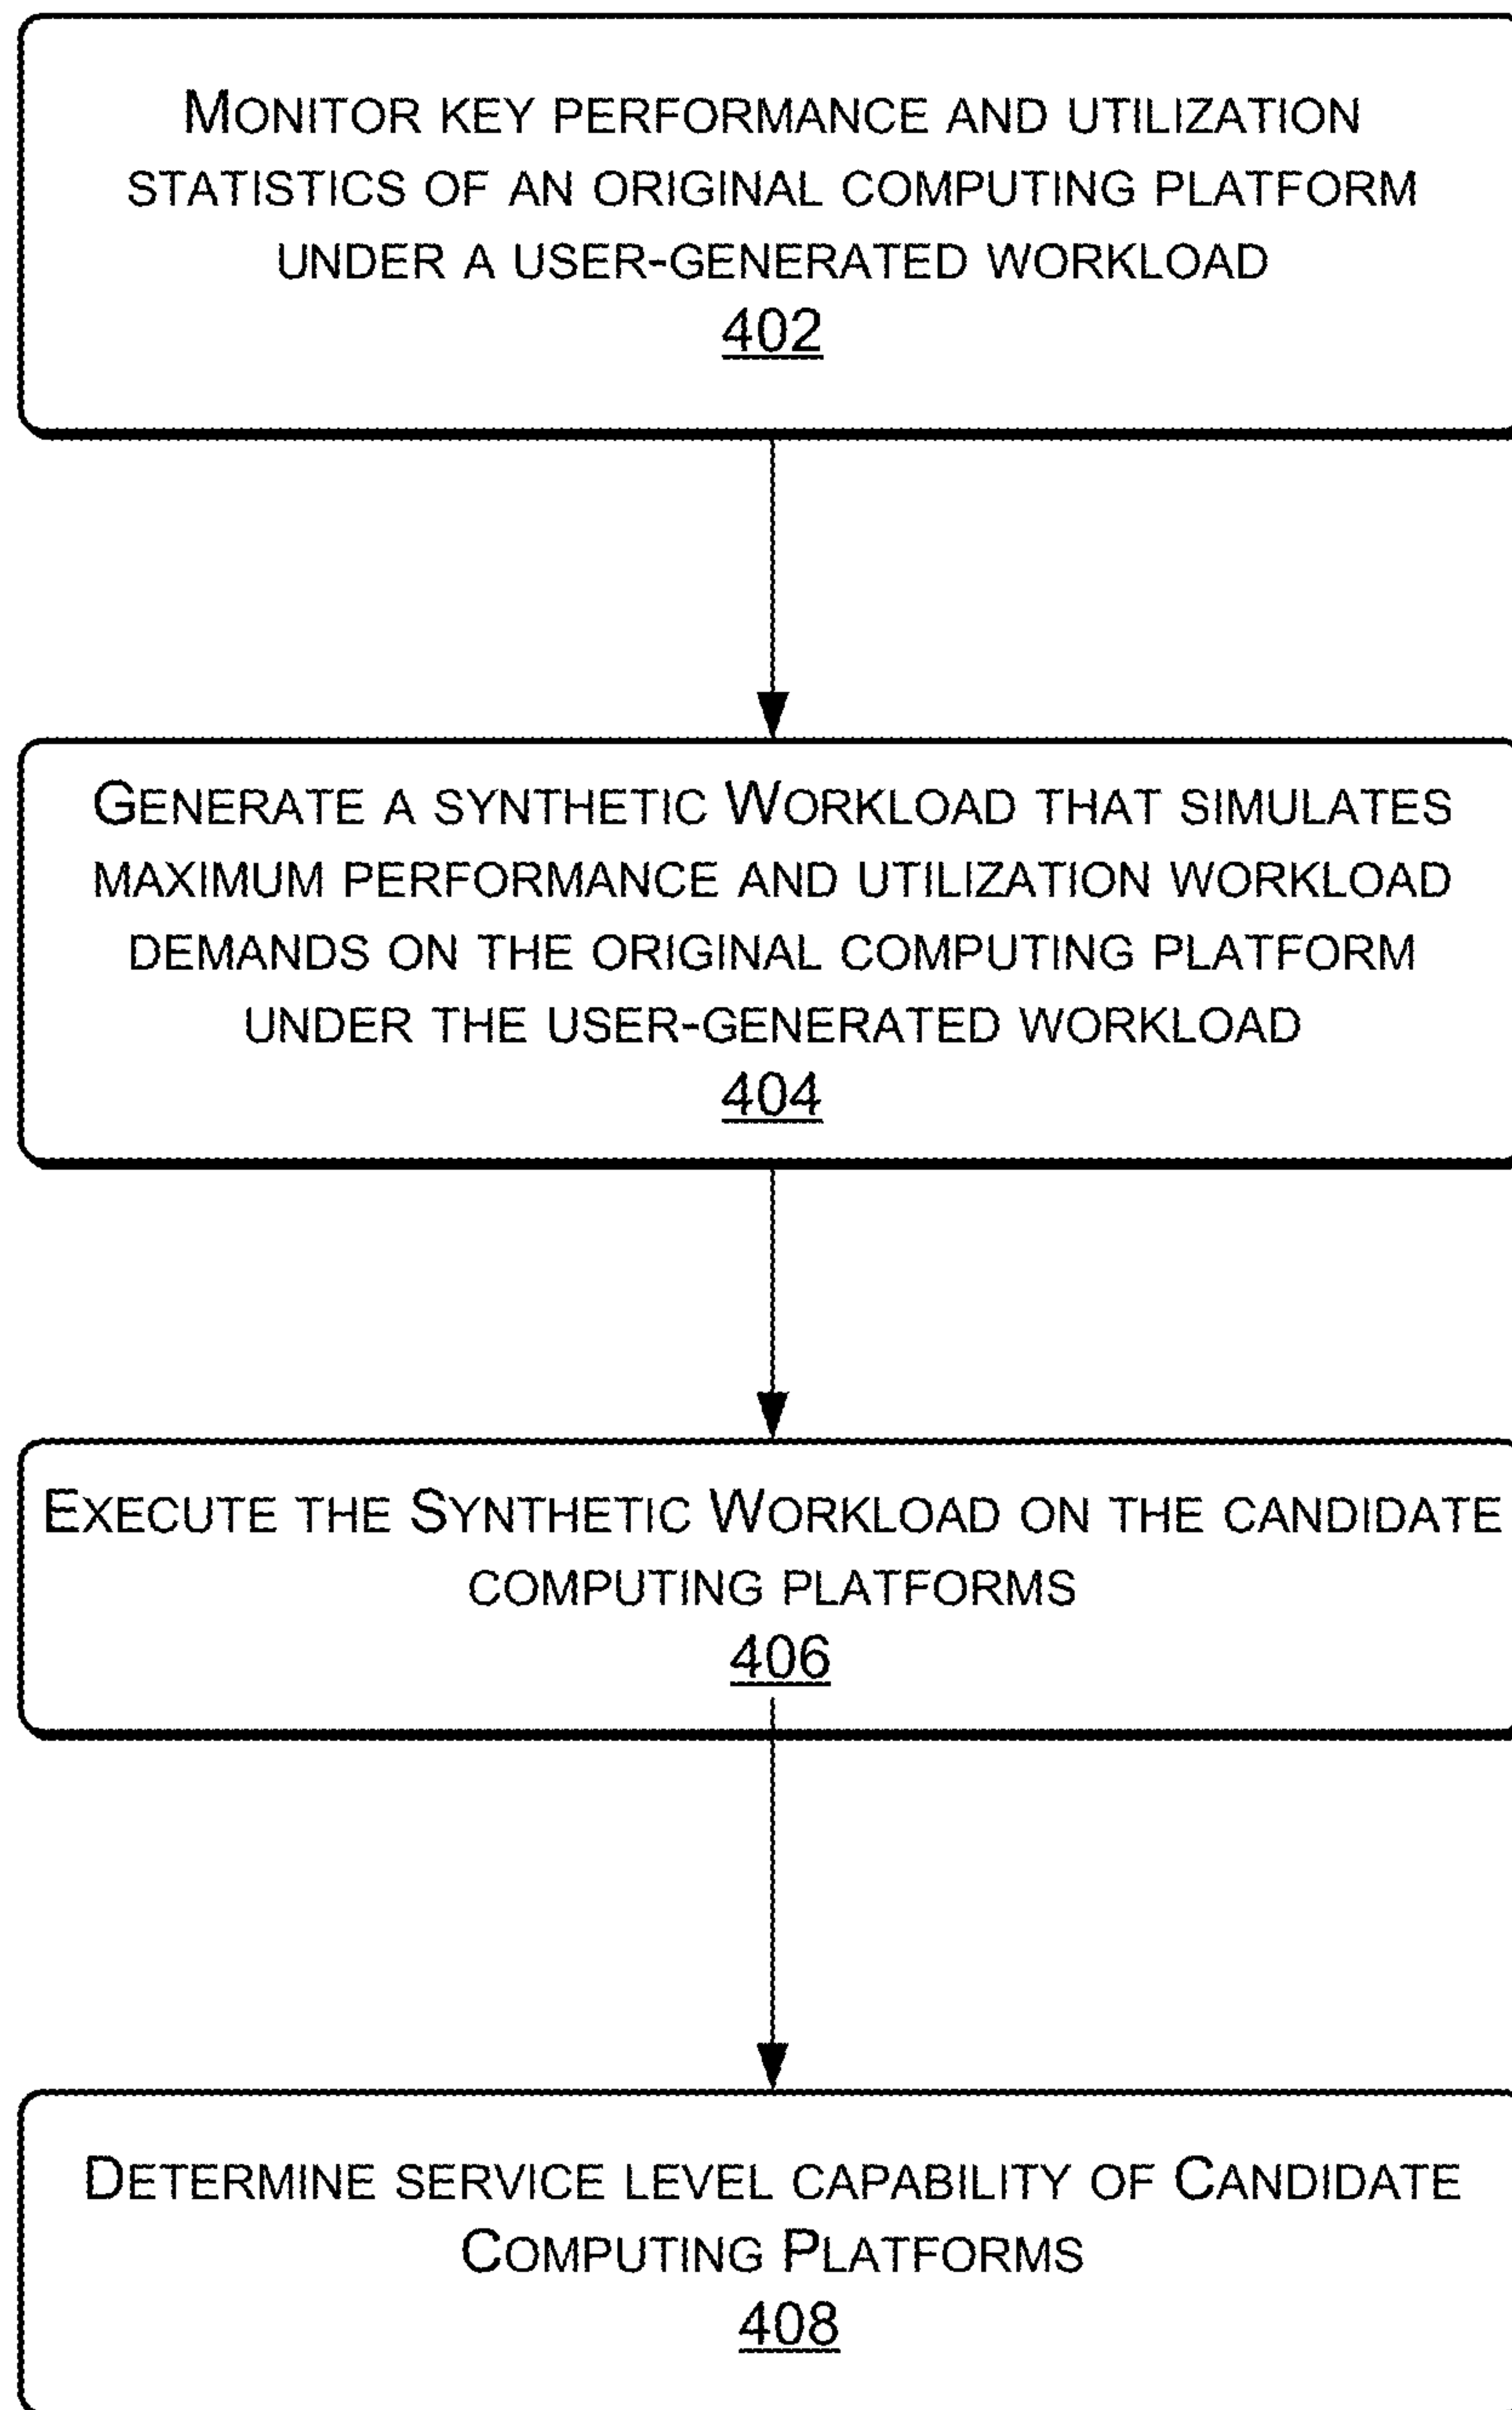 MONITOR KEY PERFORMANCE AND UTILIZATION
STATISTICS OF AN ORIGINAL COMPUTING PLATFORM
UNDER A USER-GENERATED WORKLOAD
402
GENERATE A SYNTHETIC WORKLOAD THAT SIMULATES
MAXIMUM PERFORMANCE AND UTILIZATION WORKLOAD
DEMANDS ON THE ORIGINAL COMPUTING PLATFORM
UNDER THE USER-GENERATED WORKLOAD
404
EXECUTE THE SYNTHETIC WORKLOAD ON THE CANDIDATE
COMPUTING PLATFORMS
406
DETERMINE SERVICE LEVEL CAPABILITY OF CANDIDATE
COMPUTING PLATFORMS
408